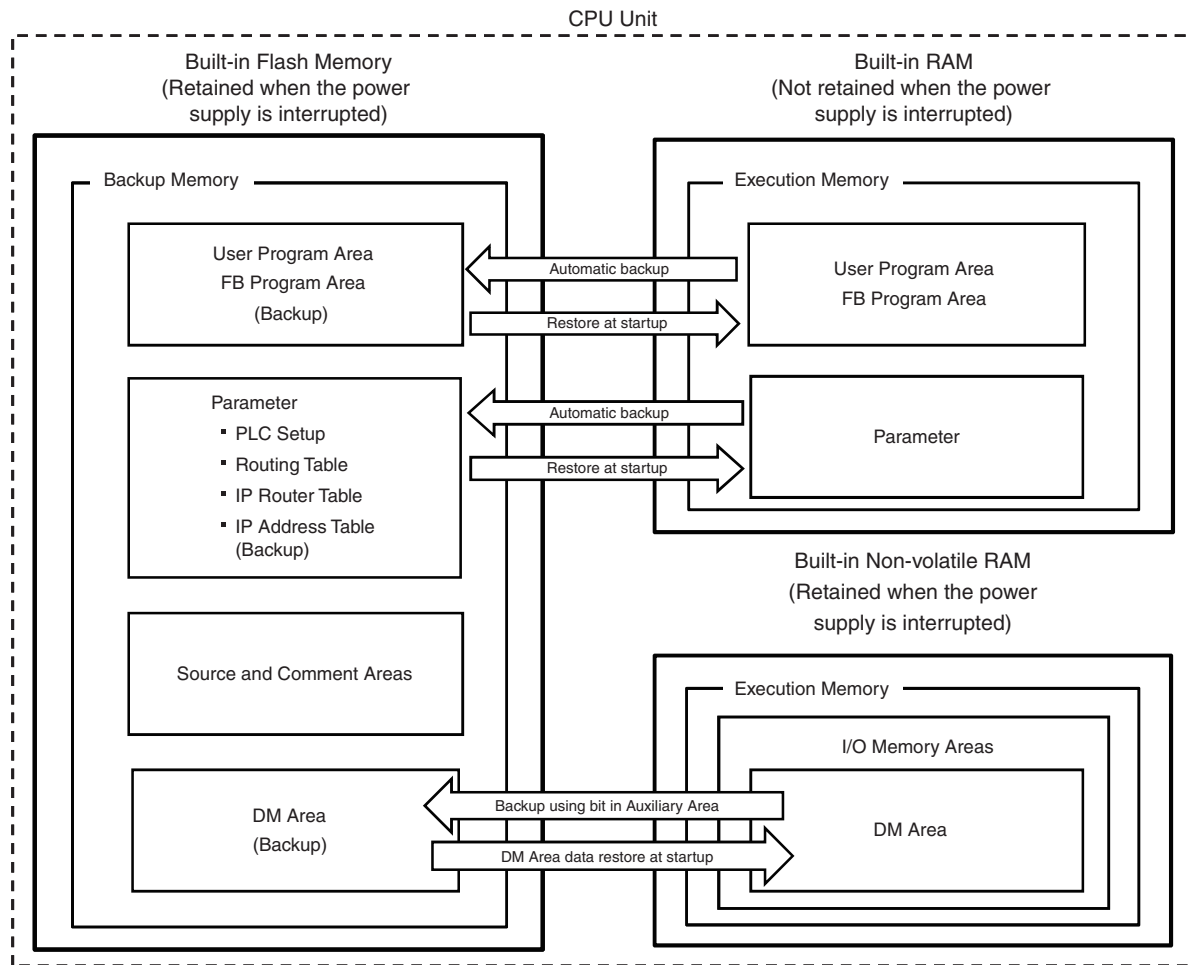 CPU Unit
Built-in Flash Memory
(Retained when the power
supply is interrupted)
Backup Memory
User Program Area
FB Program Area
(Backup)
Parameter
▪ PLC Setup
▪ Routing Table
▪ IP Router Table
▪ IP Address Table
(Backup)
Source and Comment Areas
DM Area
(Backup)
Automatic backup
Restore at startup
Automatic backup
Restore at startup
Backup using bit in Auxiliary Area
DM Area data restore at startup
Built-in RAM
(Not retained when the power
supply is interrupted)
Execution Memory
User Program Area
FB Program Area
Parameter
Built-in Non-volatile RAM
(Retained when the power
supply is interrupted)
Execution Memory
I/O Memory Areas
DM Area